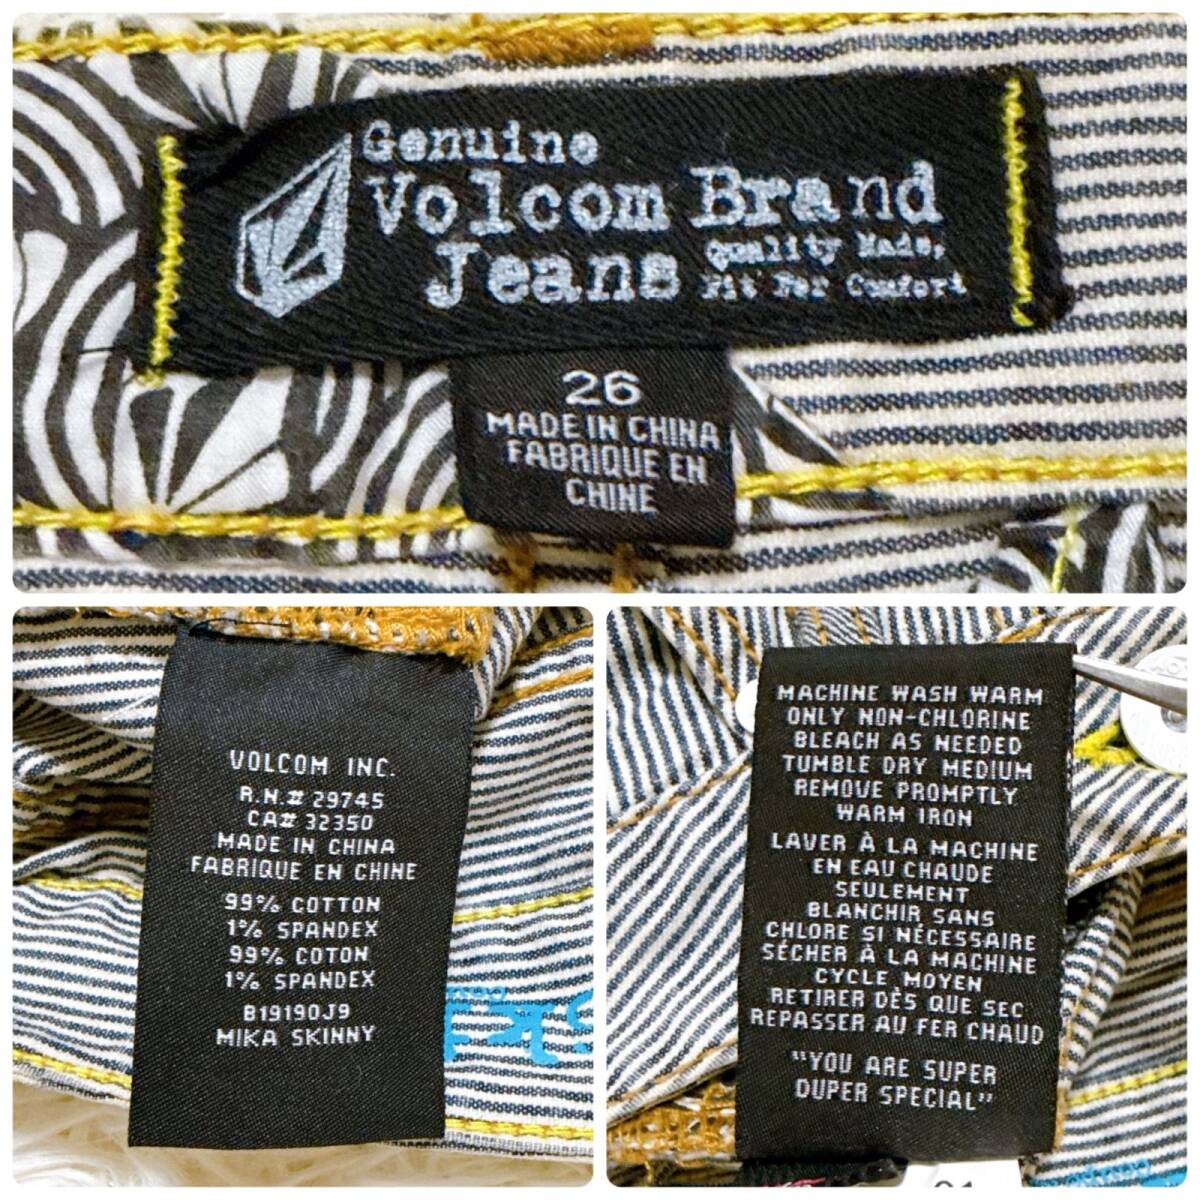 Genuine
Volcom Brand
Jeans Quality Made,
Fit For Comfort
26
MADE IN CHINA
FABRIQUE EN
CHINE
VOLCOM INC.
R.N.# 29745
CA# 32350
MADE IN CHINA
FABRIQUE EN CHINE
99% COTTON
1% SPANDEX
99% COTON
1% SPANDEX
B19190J9
MIKA SKINNY
MACHINE WASH WARM
ONLY NON-CHLORINE
BLEACH AS NEEDED
TUMBLE DRY MEDIUM
REMOVE PROMPTLY
WARM IRON
LAVER À LA MACHINE
EN EAU CHAUDE
SEULEMENT
BLANCHIR SANS
CHLORE SI NÉCESSAIRE
SÉCHER À LA MACHINE
CYCLE MOYEN
RETIRER DÈS QUE SEC
REPASSER AU FER CHAUD
"YOU ARE SUPER
DUPER SPECIAL"